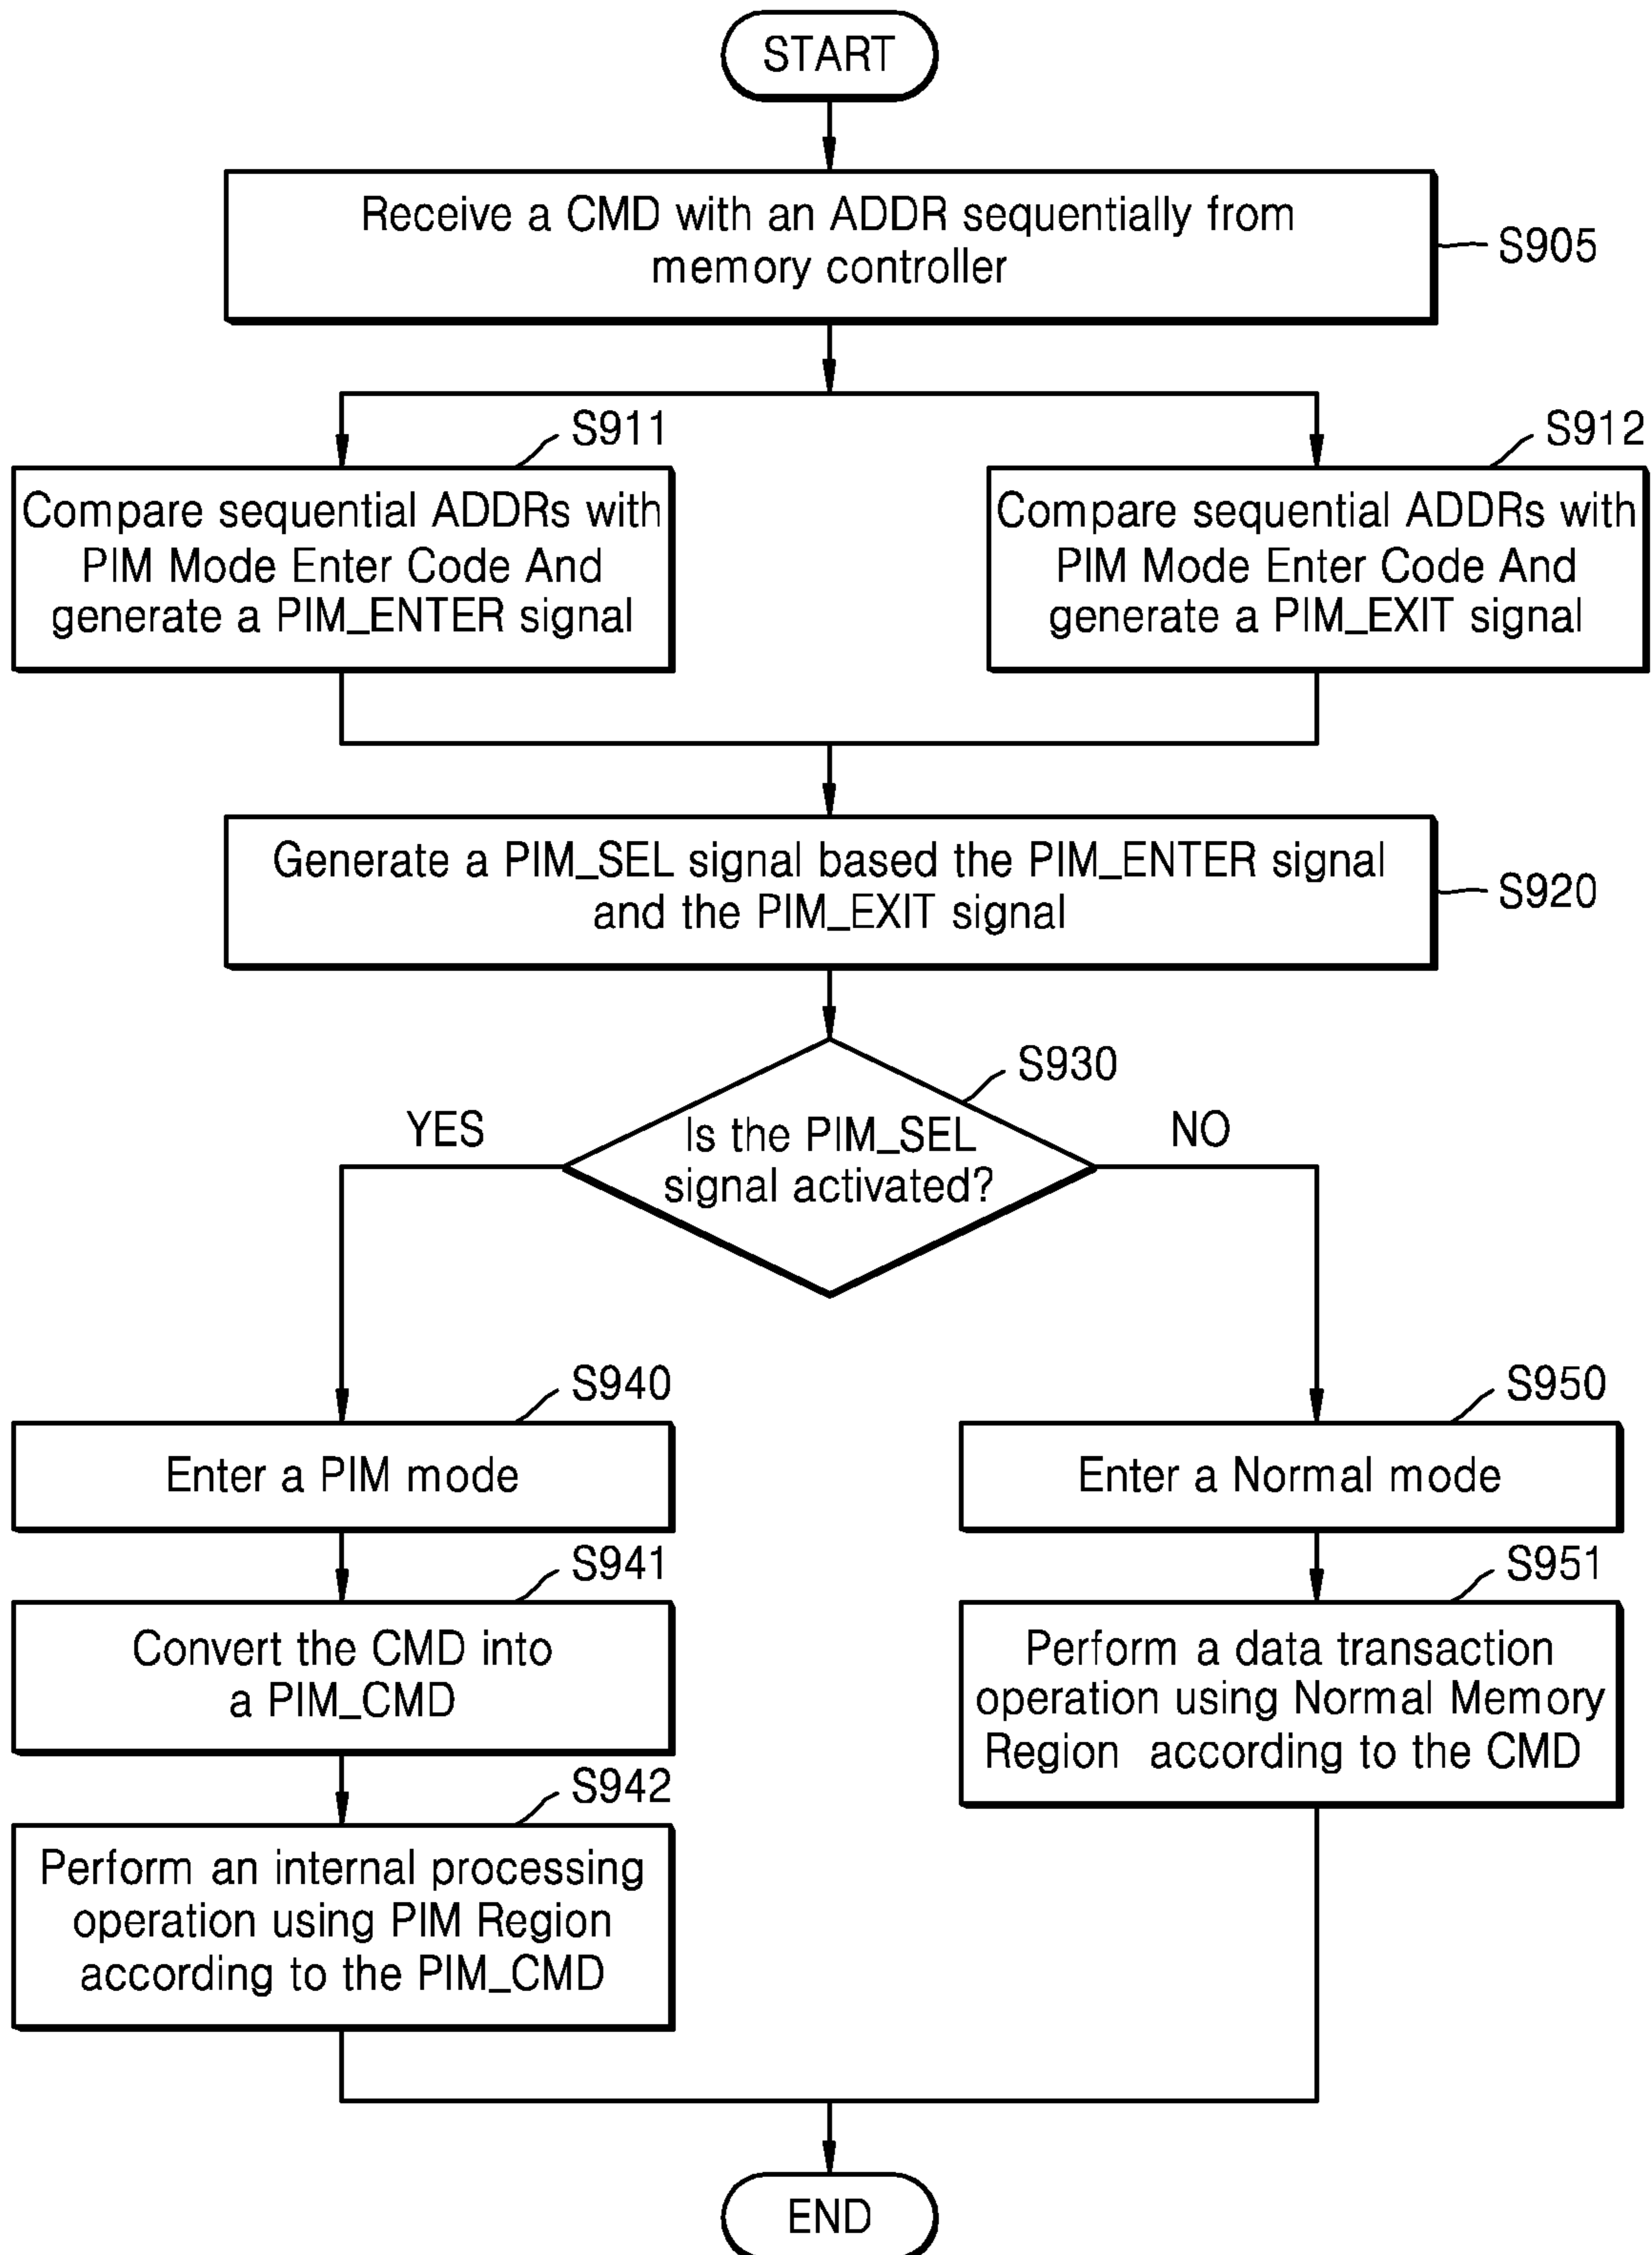 START
Receive a CMD with an ADDR sequentially from
memory controller
S905
S911
Compare sequential ADDRs with
PIM Mode Enter Code And
generate a PIM_ENTER signal
S912
Compare sequential ADDRs with
PIM Mode Enter Code And
generate a PIM_EXIT signal
Generate a PIM_SEL signal based the PIM_ENTER signal
and the PIM_EXIT signal
S920
S930
Is the PIM_SEL
signal activated?
YES
NO
S940
Enter a PIM mode
S941
Convert the CMD into
a PIM_CMD
S942
Perform an internal processing
operation using PIM Region
according to the PIM_CMD
S950
Enter a Normal mode
S951
Perform a data transaction
operation using Normal Memory
Region according to the CMD
END